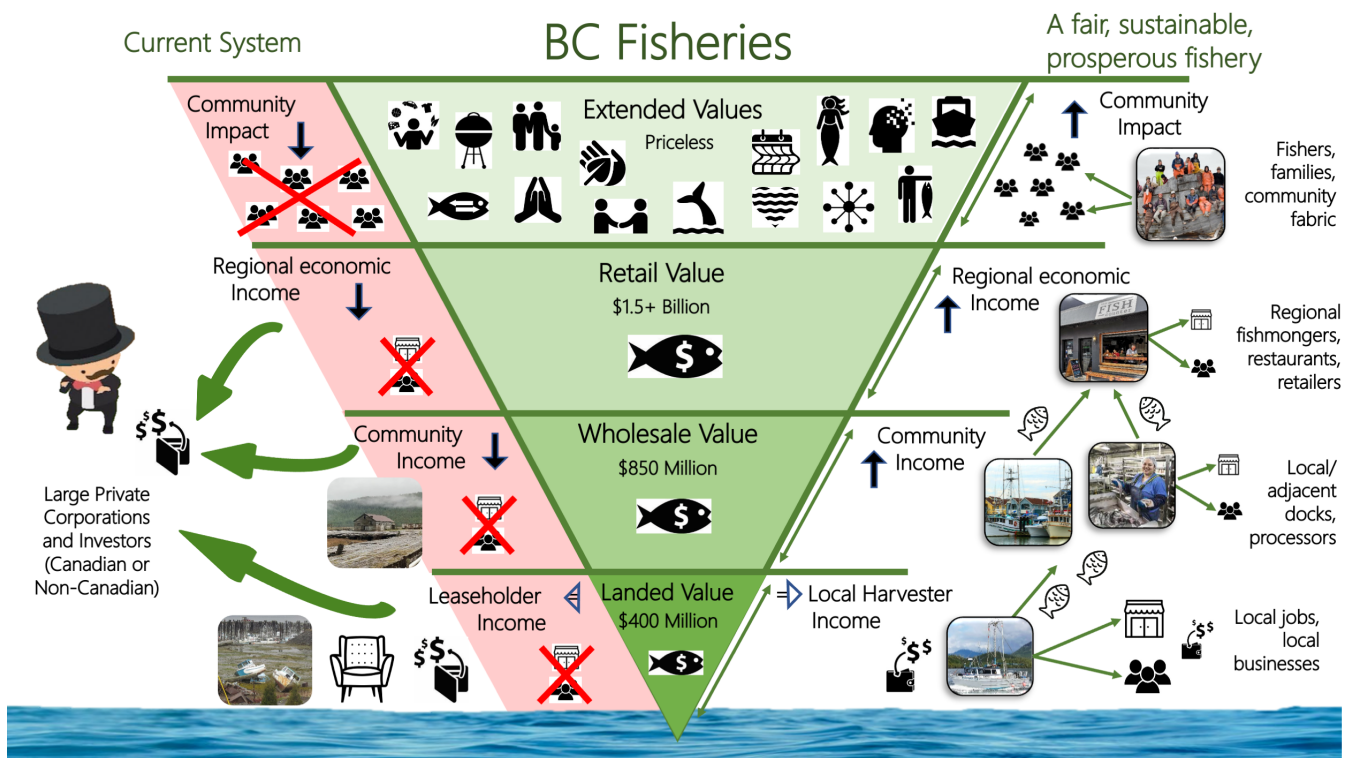 Current System
BC Fisheries
A fair, sustainable,
prosperous fishery
Community
Impact
Extended Values
Priceless
Community
Impact
Fishers,
families,
community
fabric
Regional economic
Income
Retail Value
$1.5+ Billion
$
Regional economic
Income
FISH
Regional
fishmongers,
restaurants,
retailers
$$$
Large Private
Corporations
and Investors
(Canadian or
Non-Canadian)
Community
Income
Wholesale Value
$850 Million
$
Community
Income
Local/
adjacent
docks,
processors
Leaseholder
Income
$$$
Landed Value
$400 Million
$
Local Harvester
Income
$$$
Local jobs,
local
businesses
$$$